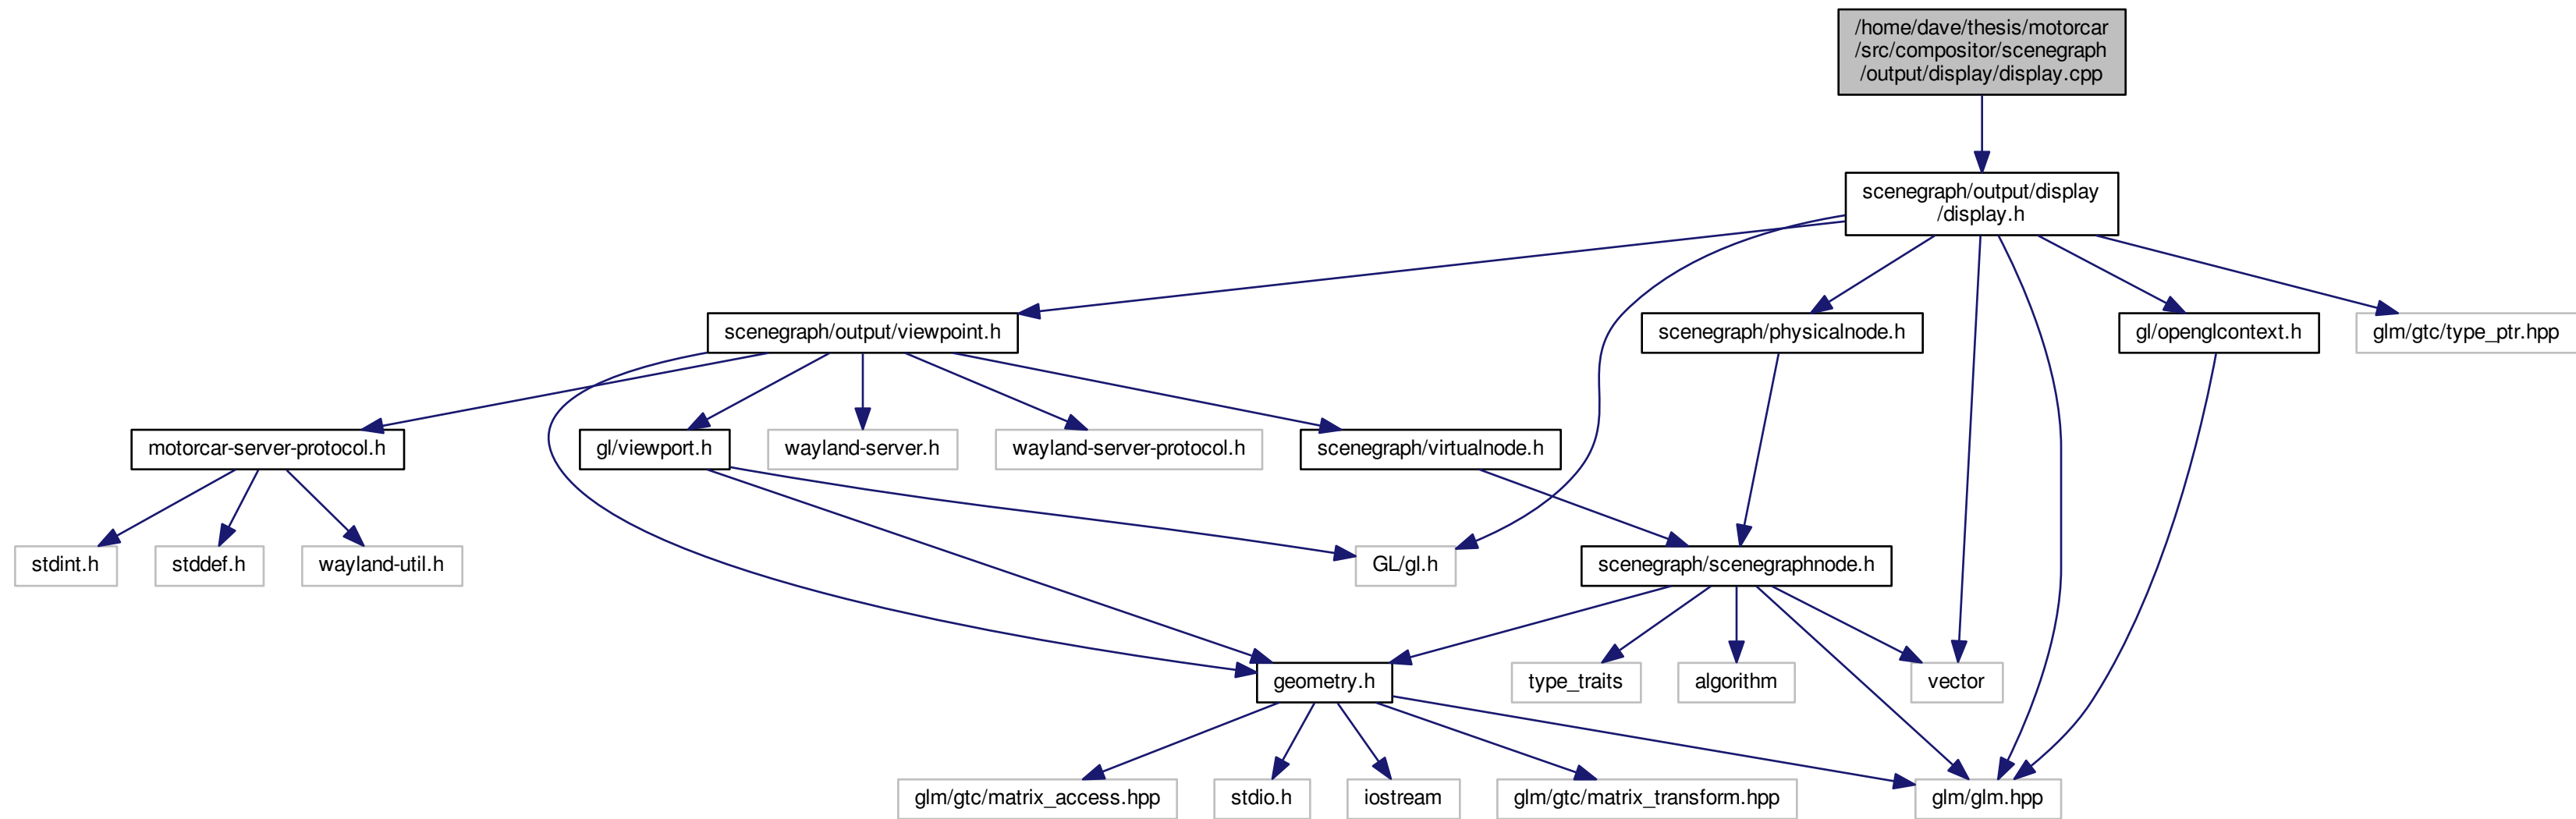 /home/dave/thesis/motorcar
/src/compositor/scenegraph
/output/display/display.cpp
scenegraph/output/display
/display.h
scenegraph/output/viewpoint.h
scenegraph/physicalnode.h
gl/openglcontext.h
glm/gtc/type_ptr.hpp
motorcar-server-protocol.h
gl/viewport.h
wayland-server.h
wayland-server-protocol.h
scenegraph/virtualnode.h
stdint.h
stddef.h
wayland-util.h
GL/gl.h
scenegraph/scenegraphnode.h
geometry.h
type_traits
algorithm
vector
glm/gtc/matrix_access.hpp
stdio.h
iostream
glm/gtc/matrix_transform.hpp
glm/glm.hpp